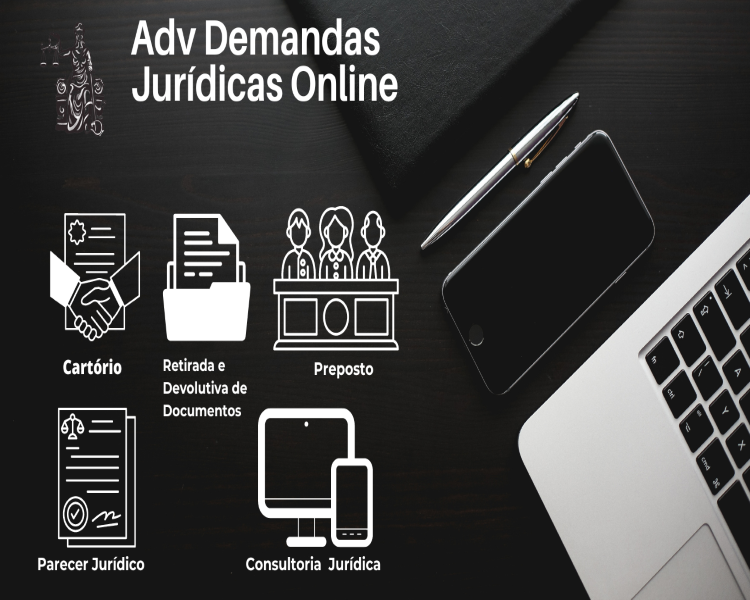 Adv Demandas
Jurídicas Online
Cartório
Retirada e
Devolutiva de
Documentos
Preposto
Parecer Jurídico
Consultoria Jurídica